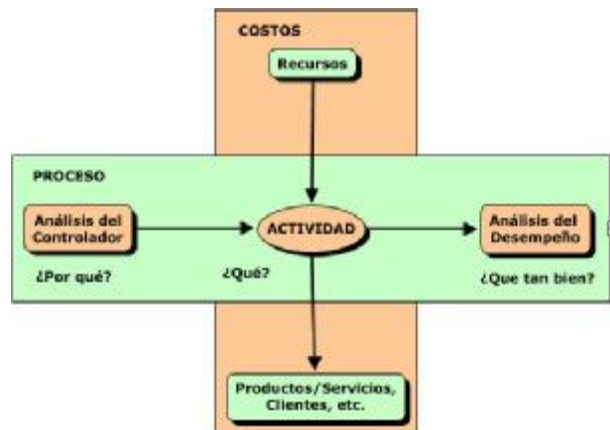 COSTOS
Recursos
PROCESO
Análisis del
Controlador
ACTIVIDAD
Análisis del
Desempeño
¿Por qué?
¿Qué?
¿Que tan bien?
Productos/Servicios,
Clientes, etc.